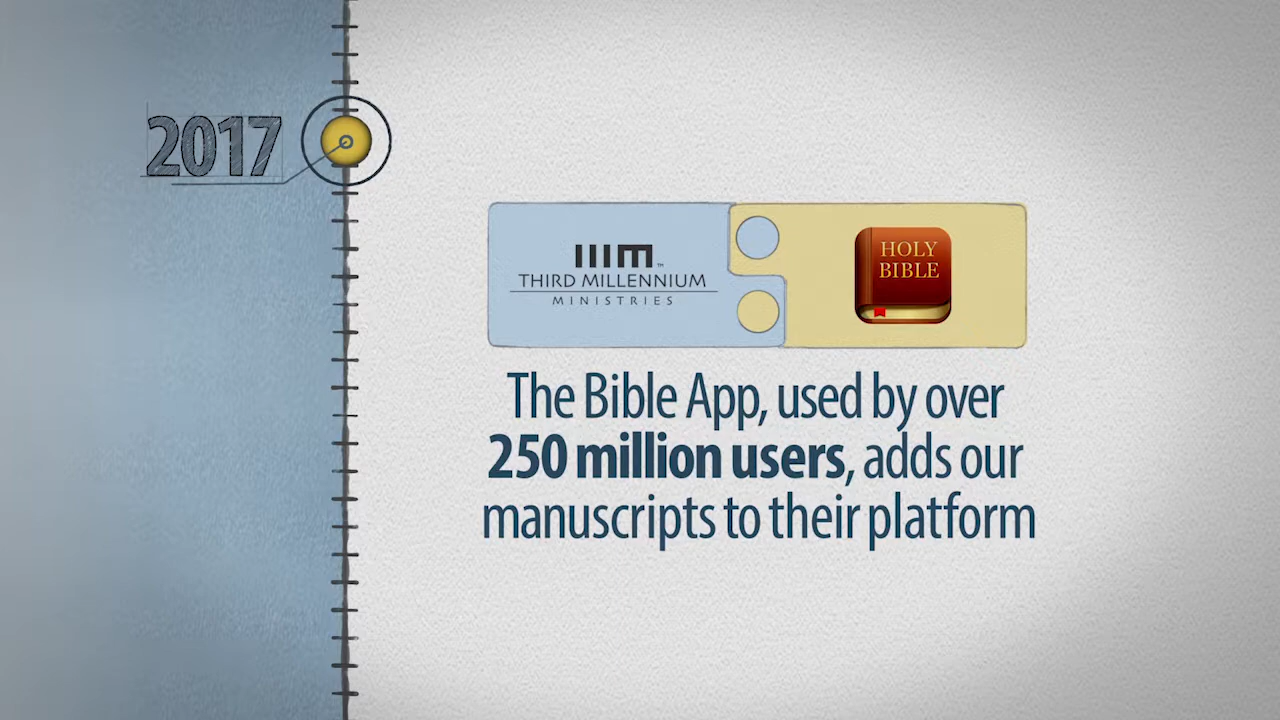 2017
IIIM™
THIRD MILLENNIUM
MINISTRIES
HOLY
BIBLE
The Bible App, used by over
250 million users, adds our
manuscripts to their platform